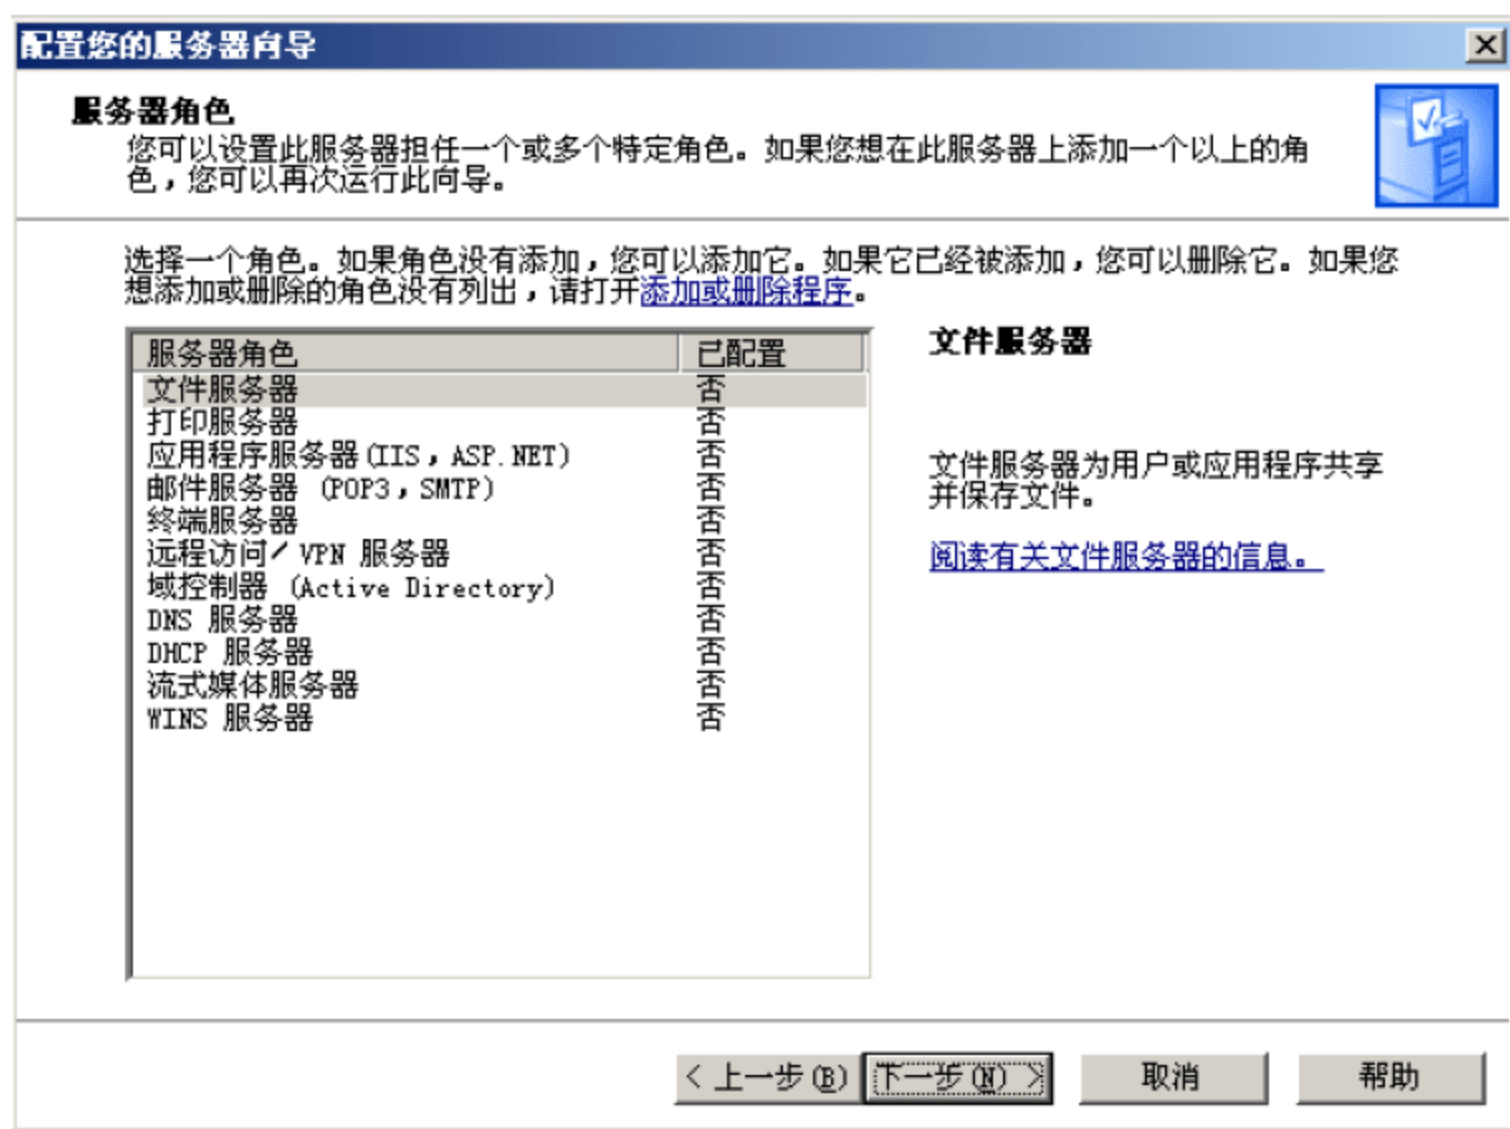 配置您的服务器向导
服务器角色
您可以设置此服务器担任一个或多个特定角色。如果您想在此服务器上添加一个以上的角
色，您可以再次运行此向导。
选择一个角色。如果角色没有添加，您可以添加它。如果它已经被添加，您可以删除它。如果您
想添加或删除的角色没有列出，请打开添加或删除程序。
服务器角色 已配置
文件服务器 否
打印服务器 否
应用程序服务器(IIS，ASP.NET) 否
邮件服务器 (POP3，SMTP) 否
终端服务器 否
远程访问/ VPN 服务器 否
域控制器 (Active Directory) 否
DNS 服务器 否
DHCP 服务器 否
流式媒体服务器 否
WINS 服务器 否
文件服务器
文件服务器为用户或应用程序共享
并保存文件。
阅读有关文件服务器的信息。
< 上一步(B) 下一步(N) > 取消 帮助